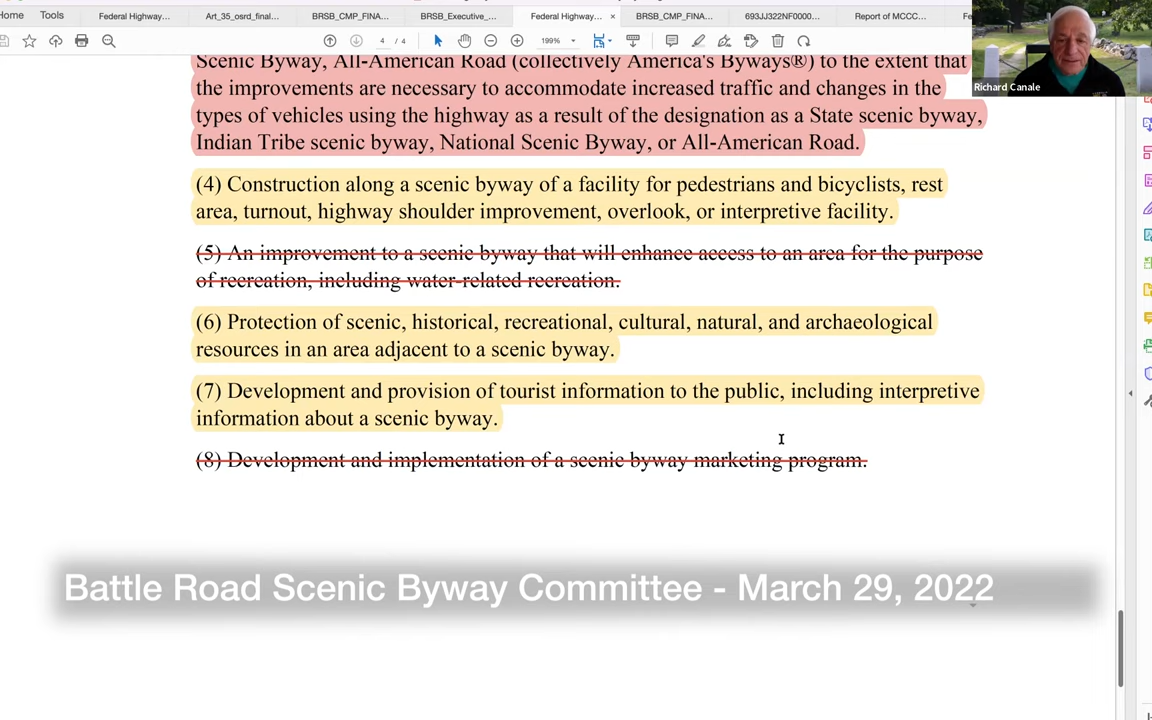 Home Tools Federal Highway... Art_35_osrd_final... BRSB_CMP_FINA... BRSB_Executive_... Federal Highway... × BRSB_CMP_FINA... 693JJ322NF0000... Report of MCCC... Fe
4 / 4 199%
Richard Canale
Scenic Byway, All-American Road (collectively America's Byways®) to the extent that
the improvements are necessary to accommodate increased traffic and changes in the
types of vehicles using the highway as a result of the designation as a State scenic byway,
Indian Tribe scenic byway, National Scenic Byway, or All-American Road.
(4) Construction along a scenic byway of a facility for pedestrians and bicyclists, rest
area, turnout, highway shoulder improvement, overlook, or interpretive facility.
(5) An improvement to a scenic byway that will enhance access to an area for the purpose
of recreation, including water-related recreation.
(6) Protection of scenic, historical, recreational, cultural, natural, and archaeological
resources in an area adjacent to a scenic byway.
(7) Development and provision of tourist information to the public, including interpretive
information about a scenic byway.
(8) Development and implementation of a scenic byway marketing program.
Battle Road Scenic Byway Committee - March 29, 2022